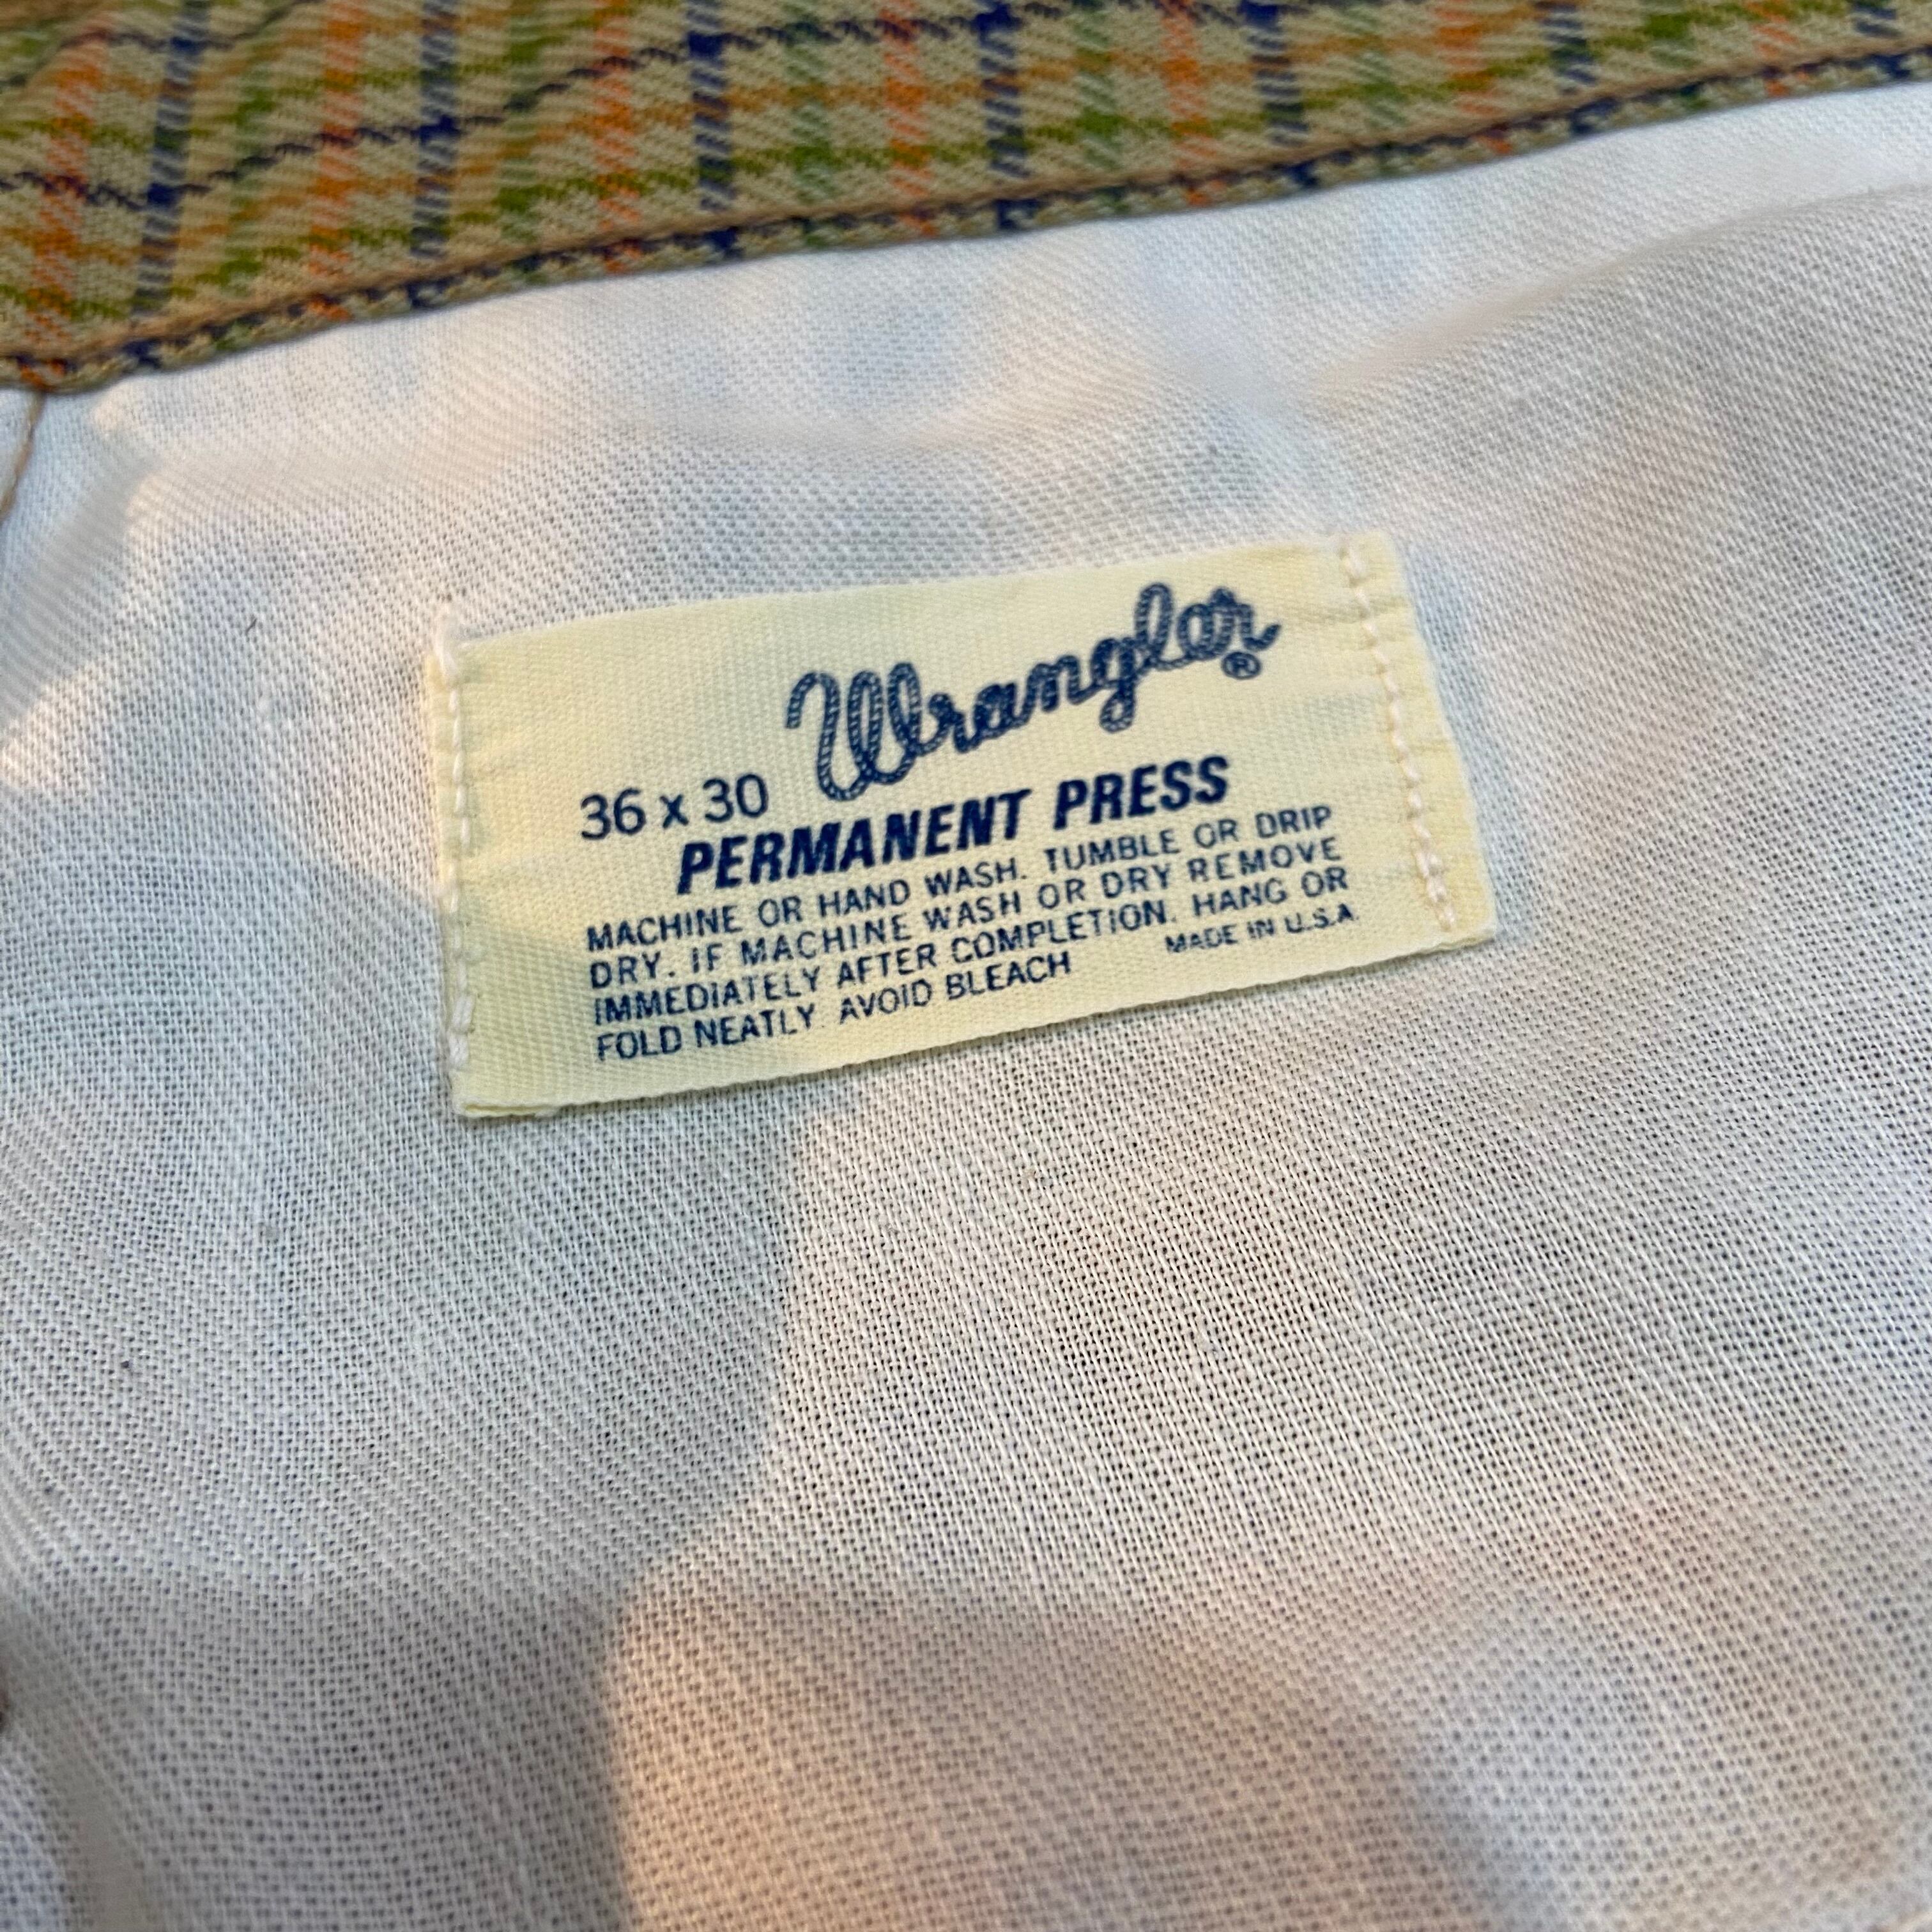 Wrangler®
36 x 30
PERMANENT PRESS
MACHINE OR HAND WASH. TUMBLE OR DRIP
DRY. IF MACHINE WASH OR DRY REMOVE
IMMEDIATELY AFTER COMPLETION. HANG OR
FOLD NEATLY AVOID BLEACH
MADE IN U.S.A.